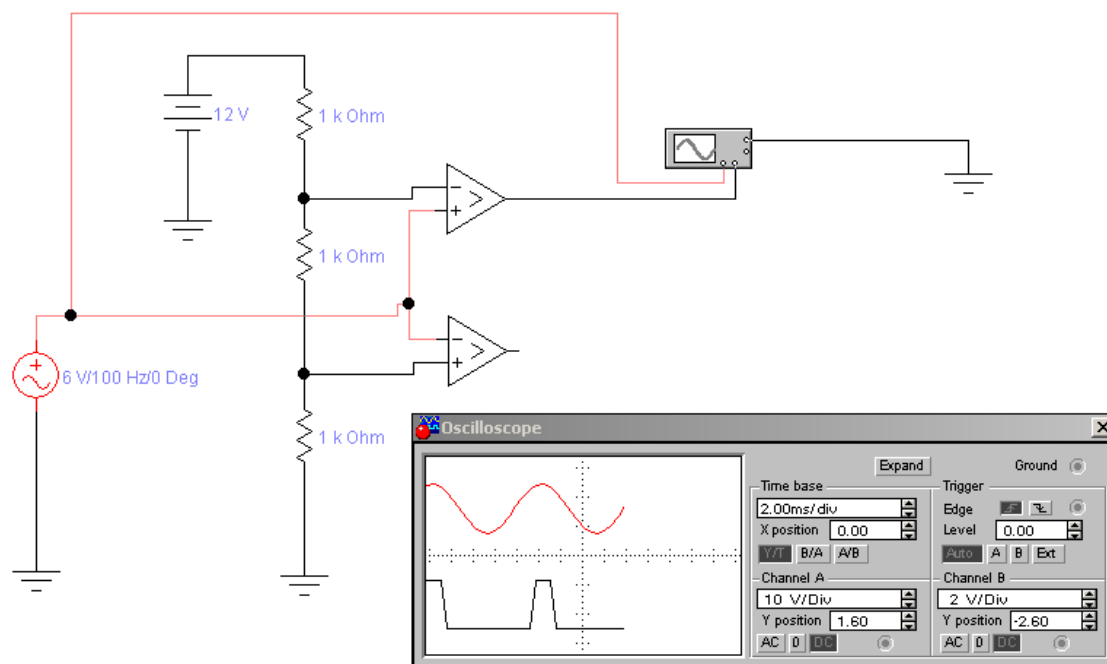 12 V
1 k Ohm
1 k Ohm
6 V/100 Hz/0 Deg
1 k Ohm
Oscilloscope
Expand
Ground
Time base
2.00ms/div
X position 0.00
Y/T B/A A/B
Trigger
Edge
Level 0.00
Auto A B Ext
Channel A
10 V/Div
Y position 1.60
AC 0 DC
Channel B
2 V/Div
Y position -2.60
AC 0 DC